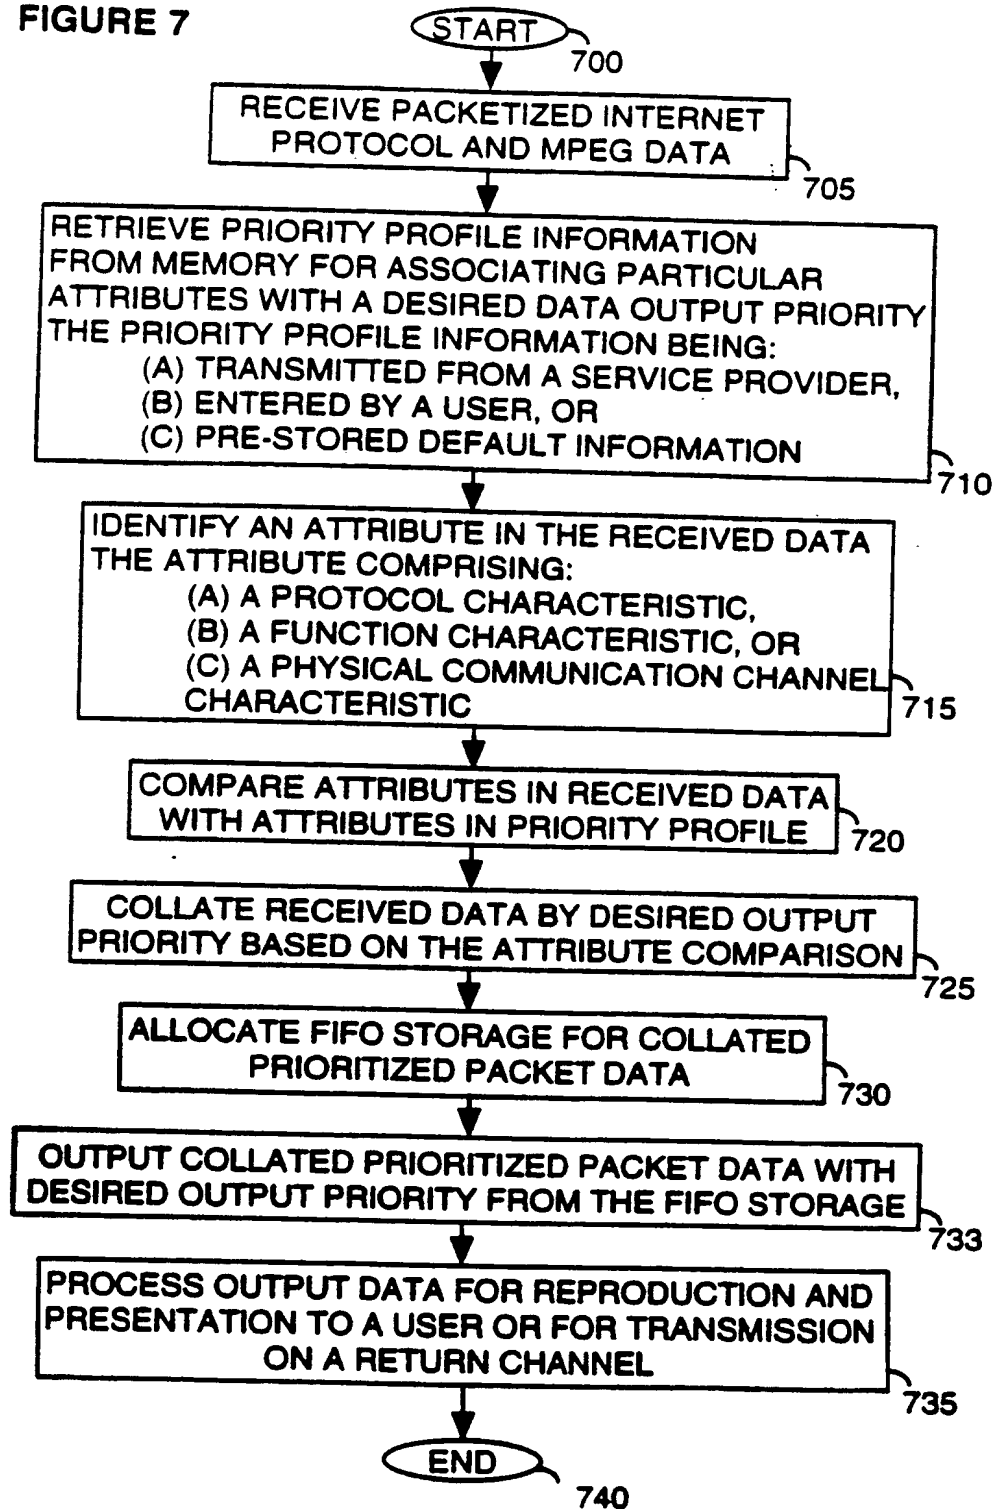 FIGURE 7
START
700
RECEIVE PACKETIZED INTERNET
PROTOCOL AND MPEG DATA
705
RETRIEVE PRIORITY PROFILE INFORMATION
FROM MEMORY FOR ASSOCIATING PARTICULAR
ATTRIBUTES WITH A DESIRED DATA OUTPUT PRIORITY
THE PRIORITY PROFILE INFORMATION BEING:
(A) TRANSMITTED FROM A SERVICE PROVIDER,
(B) ENTERED BY A USER, OR
(C) PRE-STORED DEFAULT INFORMATION
710
IDENTIFY AN ATTRIBUTE IN THE RECEIVED DATA
THE ATTRIBUTE COMPRISING:
(A) A PROTOCOL CHARACTERISTIC,
(B) A FUNCTION CHARACTERISTIC, OR
(C) A PHYSICAL COMMUNICATION CHANNEL
CHARACTERISTIC
715
COMPARE ATTRIBUTES IN RECEIVED DATA
WITH ATTRIBUTES IN PRIORITY PROFILE
720
COLLATE RECEIVED DATA BY DESIRED OUTPUT
PRIORITY BASED ON THE ATTRIBUTE COMPARISON
725
ALLOCATE FIFO STORAGE FOR COLLATED
PRIORITIZED PACKET DATA
730
OUTPUT COLLATED PRIORITIZED PACKET DATA WITH
DESIRED OUTPUT PRIORITY FROM THE FIFO STORAGE
733
PROCESS OUTPUT DATA FOR REPRODUCTION AND
PRESENTATION TO A USER OR FOR TRANSMISSION
ON A RETURN CHANNEL
735
END
740